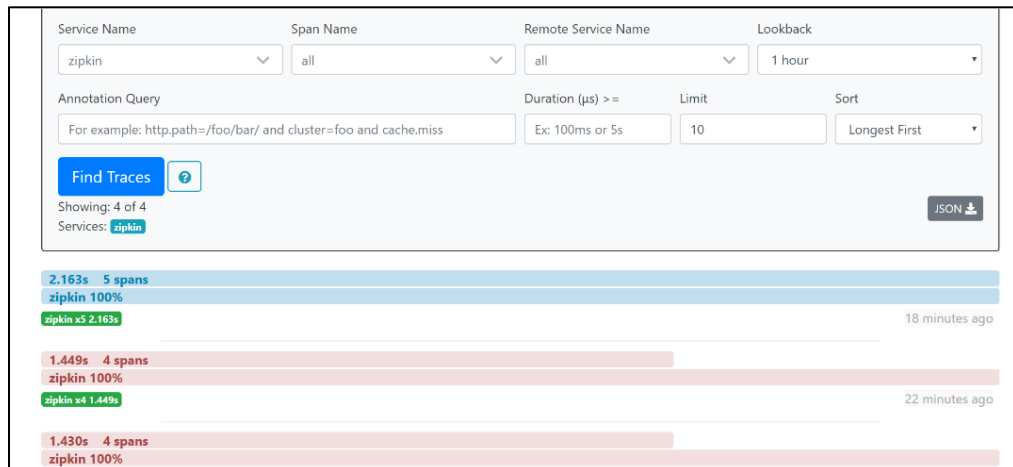 Service Name Span Name Remote Service Name Lookback
zipkin all all 1 hour
Annotation Query Duration (μs) >= Limit Sort
For example: http.path=/foo/bar/ and cluster=foo and cache.miss Ex: 100ms or 5s 10 Longest First
Find Traces ?
Showing: 4 of 4
JSON
Services: zipkin
2.163s 5 spans
zipkin 100%
zipkin x5 2.163s 18 minutes ago
1.449s 4 spans
zipkin 100%
zipkin x4 1.449s 22 minutes ago
1.430s 4 spans
zipkin 100%